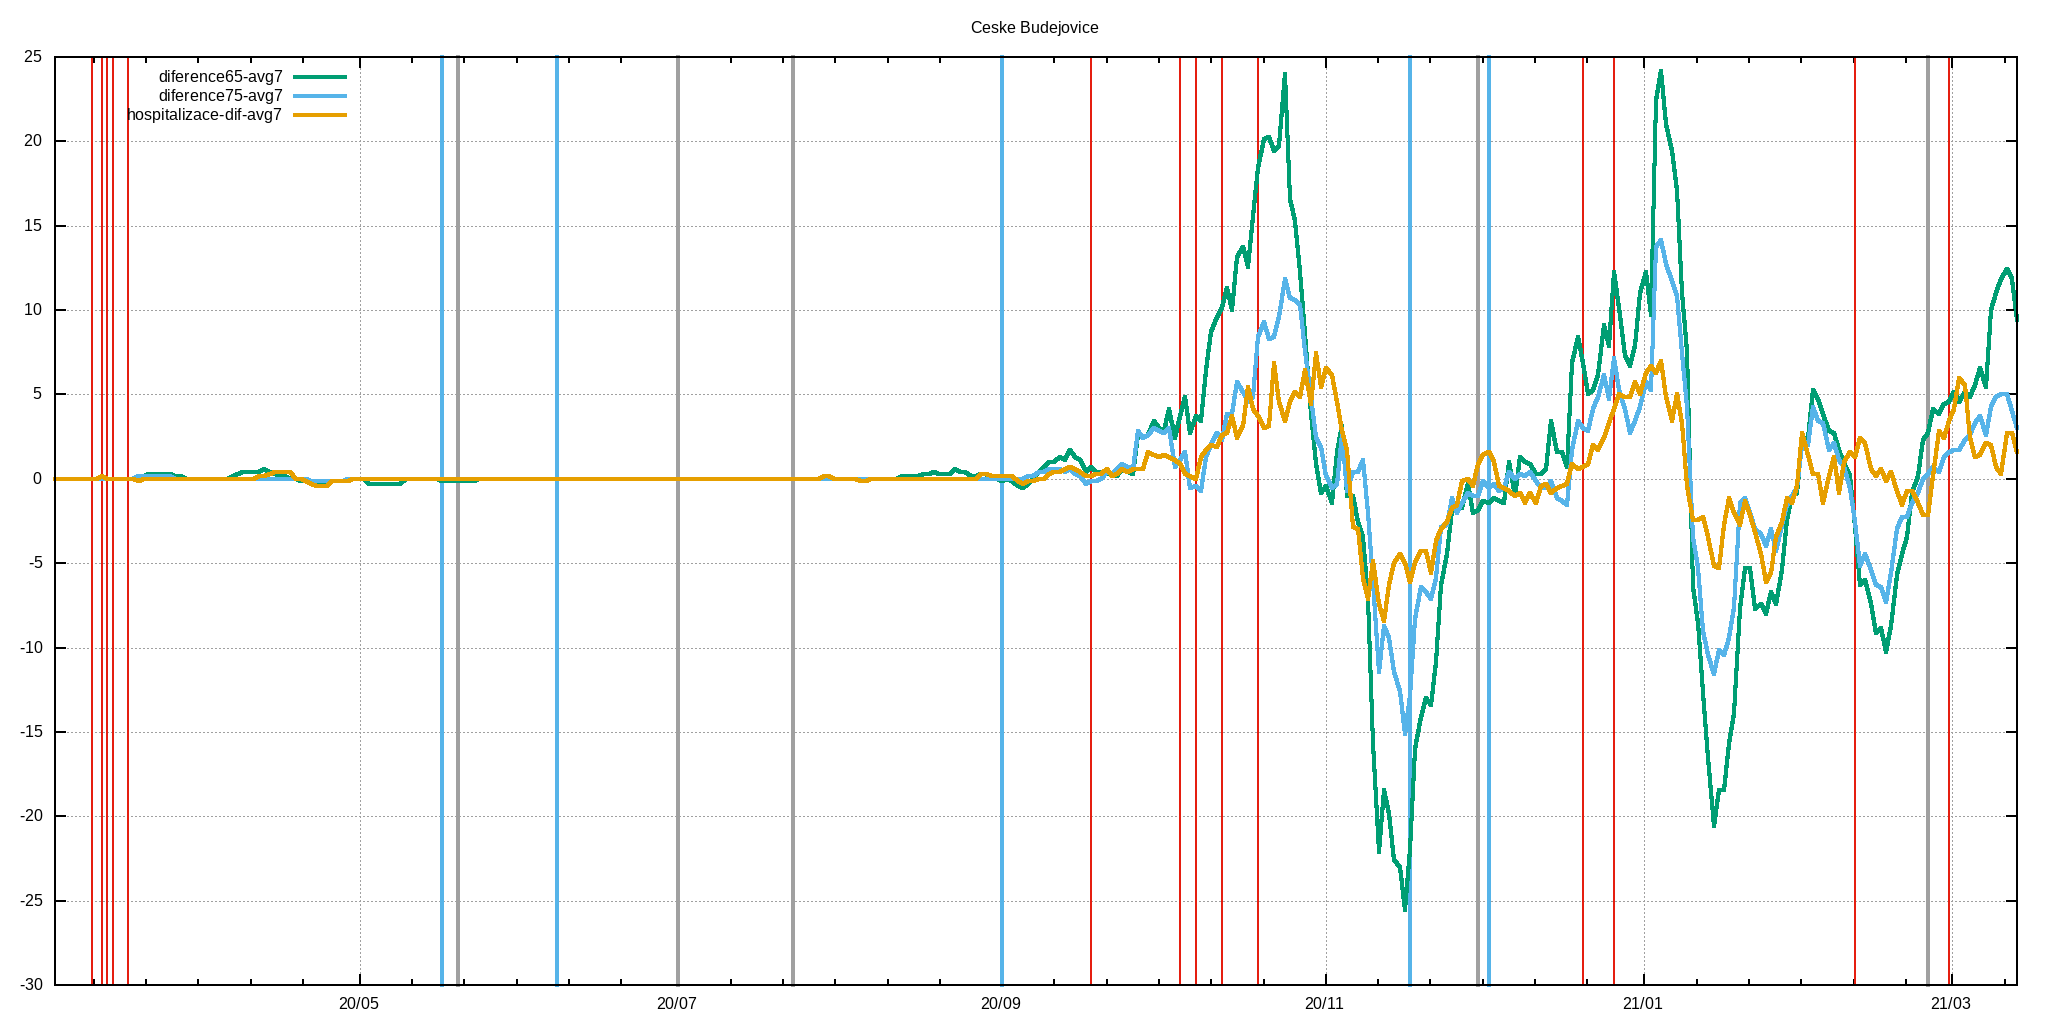 Ceske Budejovice
diference65-avg7
diference75-avg7
hospitalizace-dif-avg7
25
20
15
10
5
0
-5
-10
-15
-20
-25
-30
20/05 20/07 20/09 20/11 21/01 21/03